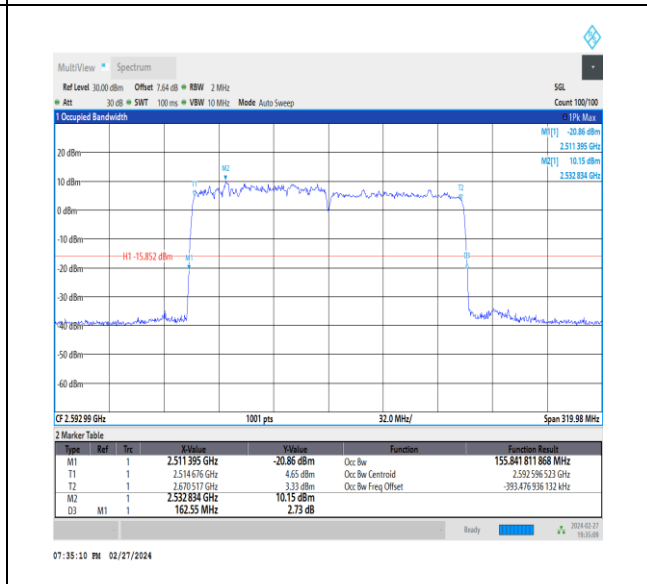 MultiView Spectrum
Ref Level 30.00 dBm Offset 7.64 dB RBW 2 MHz SGL
Att 30 dB SWT 100 ms VBW 10 MHz Mode Auto Sweep Count 100/100
1 Occupied Bandwidth 1Pk Max
M1[1] -20.86 dBm
2.511 395 GHz
M2[1] 10.15 dBm
2.532 834 GHz
20 dBm
M2
10 dBm
T1
T2
0 dBm
-10 dBm
H1 -15.852 dBm
M1
D3
-20 dBm
-30 dBm
-40 dBm
-50 dBm
-60 dBm
CF 2.592 99 GHz 1001 pts 32.0 MHz/ Span 319.98 MHz
2 Marker Table
Type Ref Trc X-Value Y-Value Function Function Result
M1 1 2.511 395 GHz -20.86 dBm Occ Bw 155.841 811 868 MHz
T1 1 2.514 676 GHz 4.65 dBm Occ Bw Centroid 2.592 596 523 GHz
T2 1 2.670 517 GHz 3.33 dBm Occ Bw Freq Offset -393.476 936 132 kHz
M2 1 2.532 834 GHz 10.15 dBm
D3 M1 1 162.55 MHz 2.73 dB
Ready 2024-02-27
19:35:09
07:35:10 PM 02/27/2024